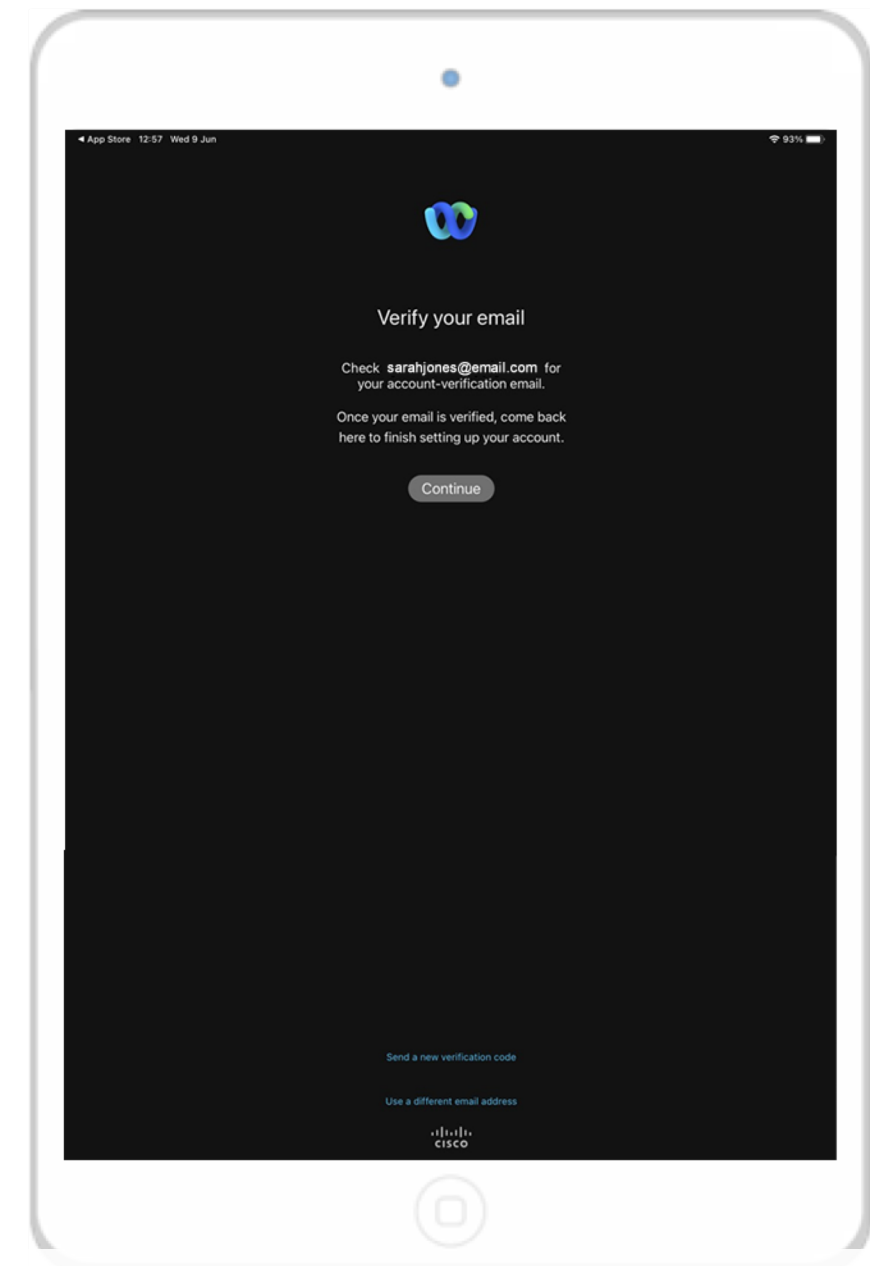 ◀ App Store 12:57 Wed 9 Jun 93%
Verify your email
Check sarahjones@email.com for
your account-verification email.
Once your email is verified, come back
here to finish setting up your account.
Continue
Send a new verification code
Use a different email address
CISCO